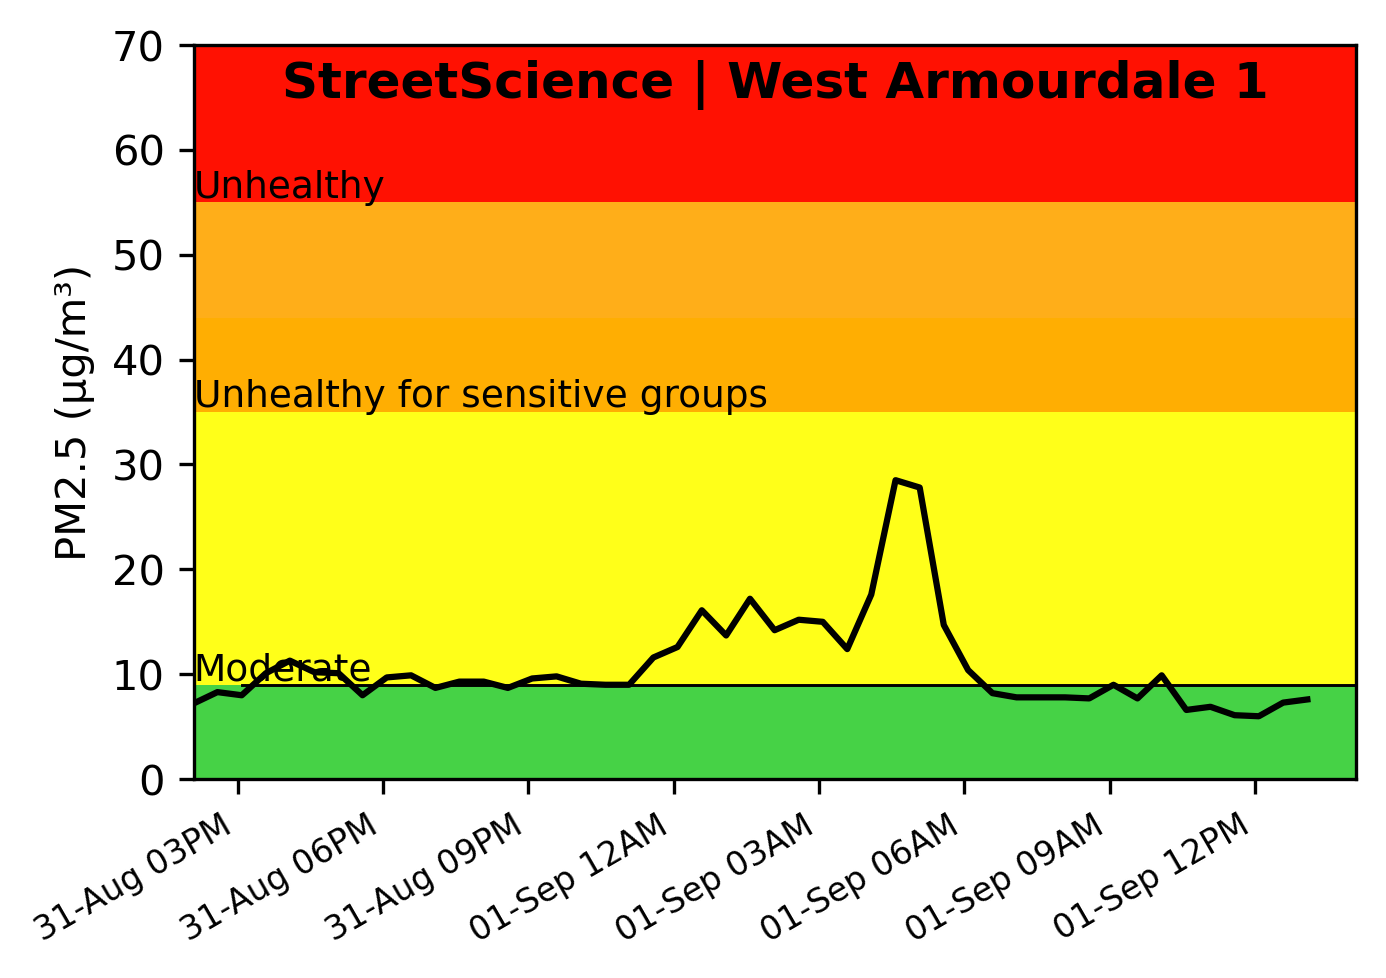 StreetScience | West Armourdale 1
70
60
50
40
30
20
10
0
PM2.5 (µg/m³)
Unhealthy
Unhealthy for sensitive groups
Moderate
31-Aug 03PM
31-Aug 06PM
31-Aug 09PM
01-Sep 12AM
01-Sep 03AM
01-Sep 06AM
01-Sep 09AM
01-Sep 12PM